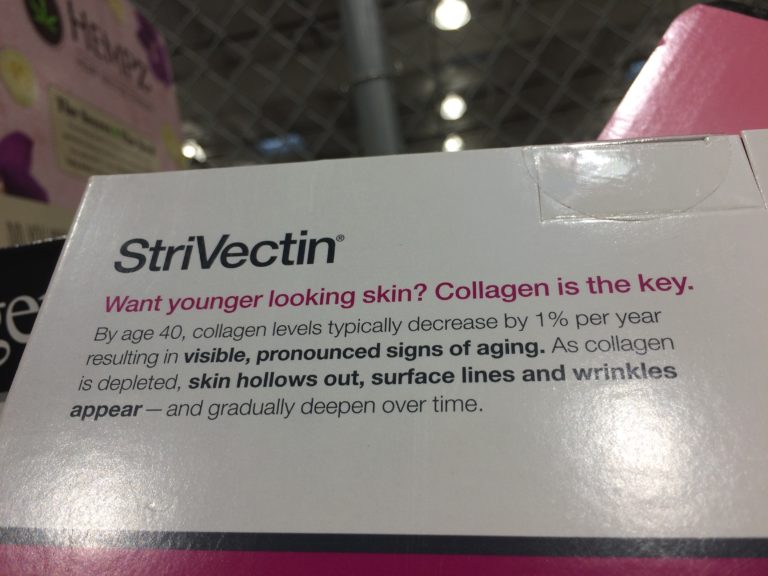 HEMPZ
StriVectin®
Want younger looking skin? Collagen is the key.
By age 40, collagen levels typically decrease by 1% per year
resulting in visible, pronounced signs of aging. As collagen
is depleted, skin hollows out, surface lines and wrinkles
appear — and gradually deepen over time.